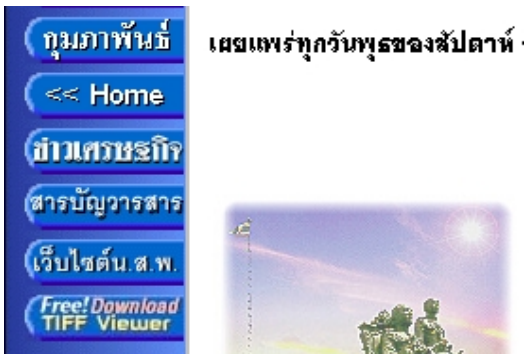 กุมภาพันธ์
เผยแพร่ทุกวันพุธของสัปดาห์
<< Home
ข่าวเศรษฐกิจ
สารบัญวารสาร
เว็บไซต์น.ส.พ.
Free! Download
TIFF Viewer